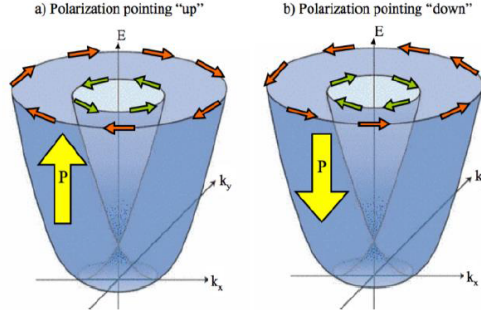 a) Polarization pointing “up”
E
P
k_y
k_x
b) Polarization pointing “down”
E
P
k
k_x